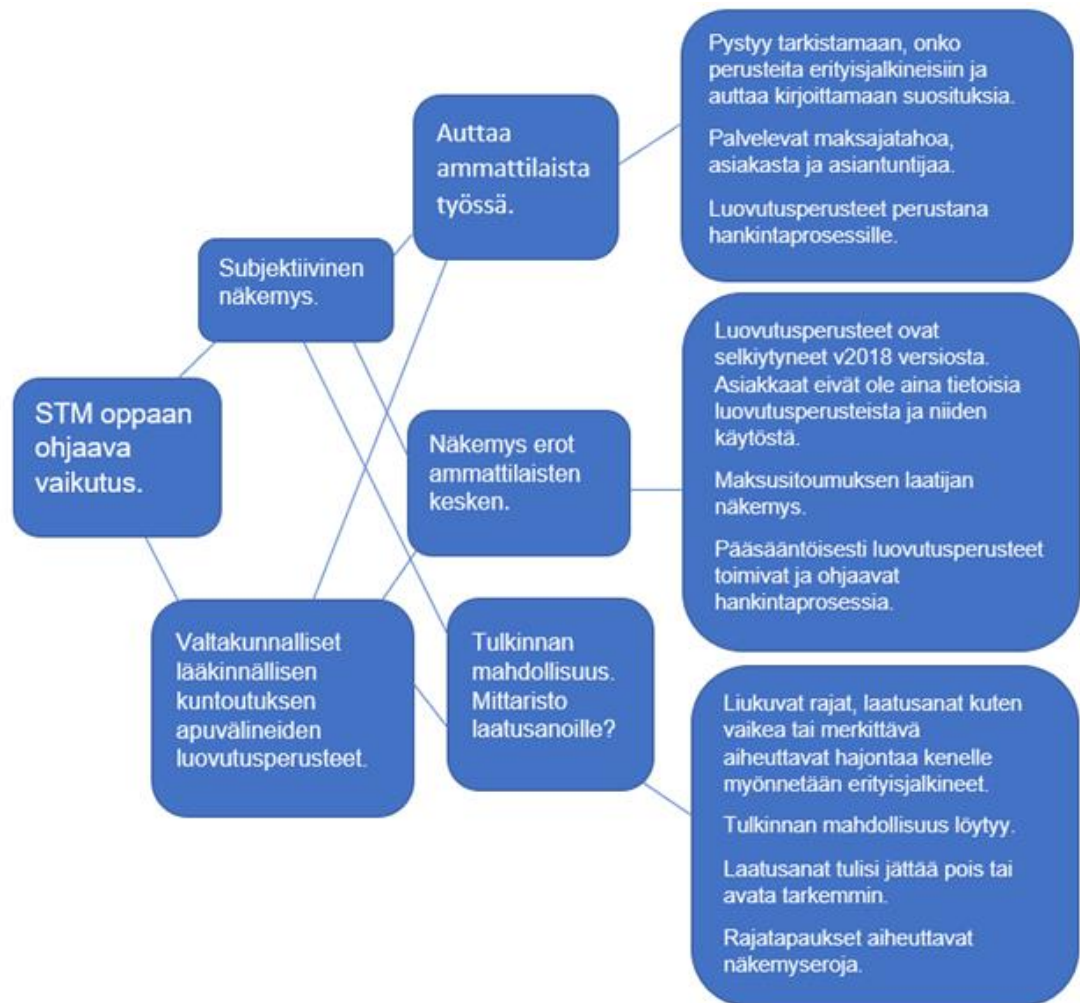 STM oppaan
ohjaava
vaikutus.
Subjektiivinen
näkemys.
Valtakunnalliset
lääkinnällisen
kuntoutuksen
apuvälineiden
luovutusperusteet.
Auttaa
ammattilaista
työssä.
Näkemys erot
ammattilaisten
kesken.
Tulkinnan
mahdollisuus.
Mittaristo
laatusanoille?
Pystyy tarkistamaan, onko
perusteita erityisjalkineisiin ja
auttaa kirjoittamaan suosituksia.
Palvelevat maksajatahoa,
asiakasta ja asiantuntijaa.
Luovutusperusteet perustana
hankintaprosessille.
Luovutusperusteet ovat
selkiytyneet v2018 versiosta.
Asiakkaat eivät ole aina tietoisia
luovutusperusteista ja niiden
käytöstä.
Maksusitoumuksen laatijan
näkemys.
Pääsääntöisesti luovutusperusteet
toimivat ja ohjaavat
hankintaprosessia.
Liukuvat rajat, laatusanat kuten
vaikea tai merkittävä
aiheuttavat hajontaa kenelle
myönnetään erityisjalkineet.
Tulkinnan mahdollisuus löytyy.
Laatusanat tulisi jättää pois tai
avata tarkemmin.
Rajatapaukset aiheuttavat
näkemyseroja.